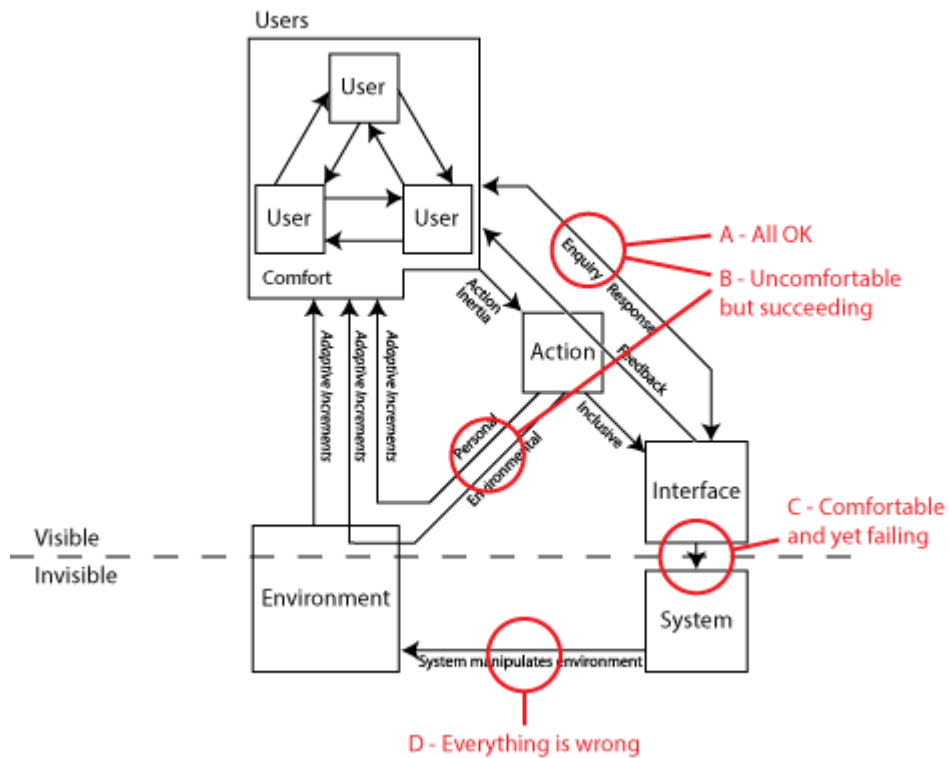 Users
User
User
User
Comfort
Action
Inertia
Enquiry
Response
Feedback
A - All OK
B - Uncomfortable
but succeeding
Action
Adaptive Increments
Adaptive Increments
Adaptive Increments
Personal
Environmental
Inclusive
Interface
C - Comfortable
and yet failing
Visible
Invisible
Environment
System
System manipulates environment
D - Everything is wrong